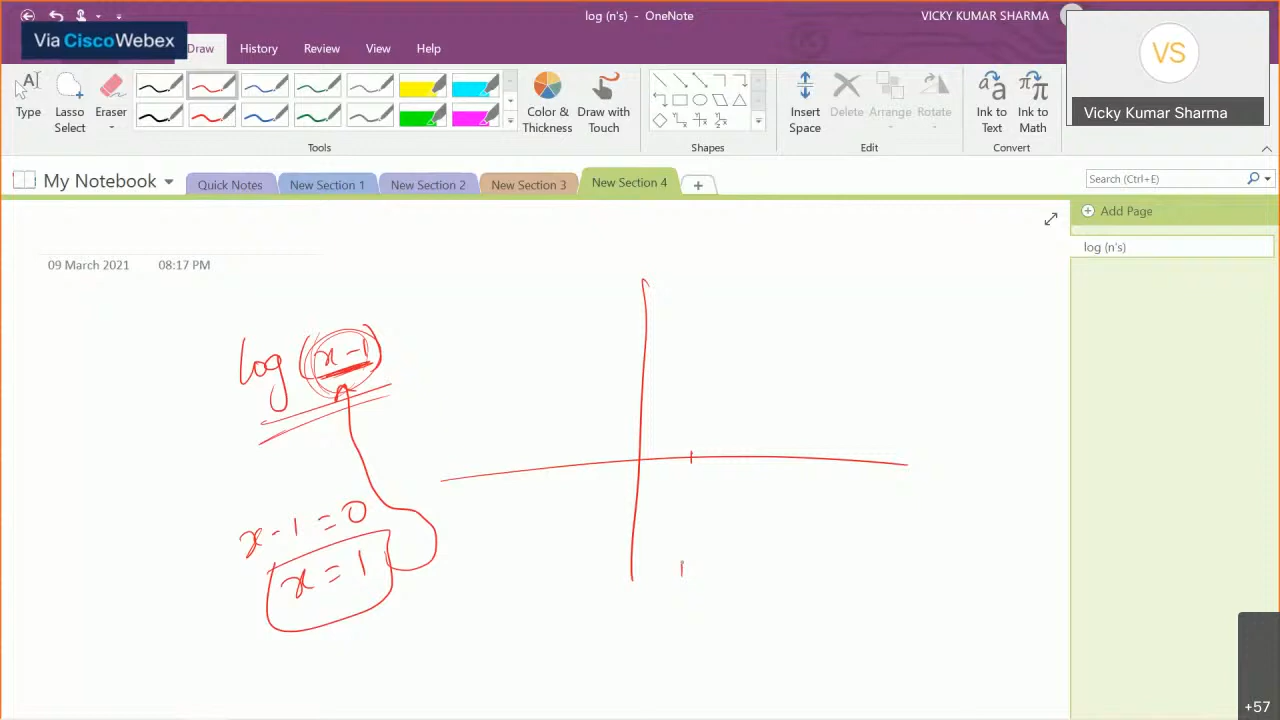 log (n's) - OneNote
VICKY KUMAR SHARMA
Via CiscoWebex
Draw
History
Review
View
Help
VS
Vicky Kumar Sharma
Type
Lasso Select
Eraser
Color & Thickness
Draw with Touch
Insert Space
Delete
Arrange
Rotate
Ink to Text
Ink to Math
Tools
Shapes
Edit
Convert
My Notebook
Quick Notes
New Section 1
New Section 2
New Section 3
New Section 4
Search (Ctrl+E)
Add Page
log (n's)
09 March 2021
08:17 PM
log (x-1)
x-1=0
x=1
+57